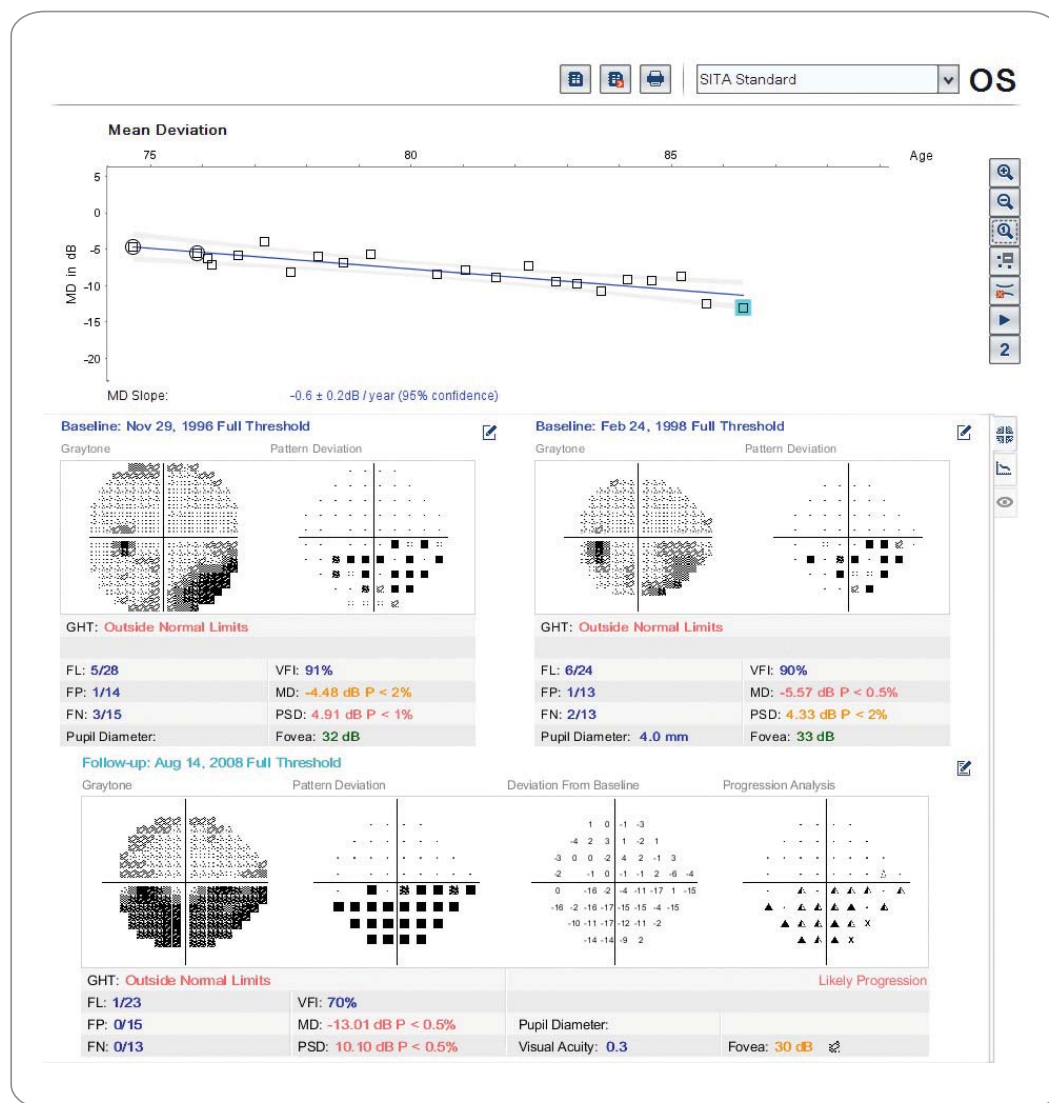 SITA Standard OS
Mean Deviation
75 80 85 Age
5
0
-5
-10
-15
-20
MD in dB
MD Slope: -0.6 ± 0.2dB / year (95% confidence)
2
Baseline: Nov 29, 1996 Full Threshold
Graytone Pattern Deviation
GHT: Outside Normal Limits
FL: 5/28 VFI: 91%
FP: 1/14 MD: -4.48 dB P < 2%
FN: 3/15 PSD: 4.91 dB P < 1%
Pupil Diameter: Fovea: 32 dB
Baseline: Feb 24, 1998 Full Threshold
Graytone Pattern Deviation
GHT: Outside Normal Limits
FL: 6/24 VFI: 90%
FP: 1/13 MD: -5.57 dB P < 0.5%
FN: 2/13 PSD: 4.33 dB P < 2%
Pupil Diameter: 4.0 mm Fovea: 33 dB
Follow-up: Aug 14, 2008 Full Threshold
Graytone Pattern Deviation Deviation From Baseline Progression Analysis
1 0 -1 -3
-4 2 3 1 -2 1
-3 0 0 -2 4 2 -1 3
-2 -1 0 -1 -1 2 -6 -4
0 -16 -2 -4 -11 -17 1 -15
-16 -2 -16 -17 -15 -15 -4 -15
-10 -11 -17 -12 -11 -2
-14 -14 -9 2
X
X
GHT: Outside Normal Limits Likely Progression
FL: 1/23 VFI: 70%
FP: 0/15 MD: -13.01 dB P < 0.5% Pupil Diameter:
FN: 0/13 PSD: 10.10 dB P < 0.5% Visual Acuity: 0.3 Fovea: 30 dB